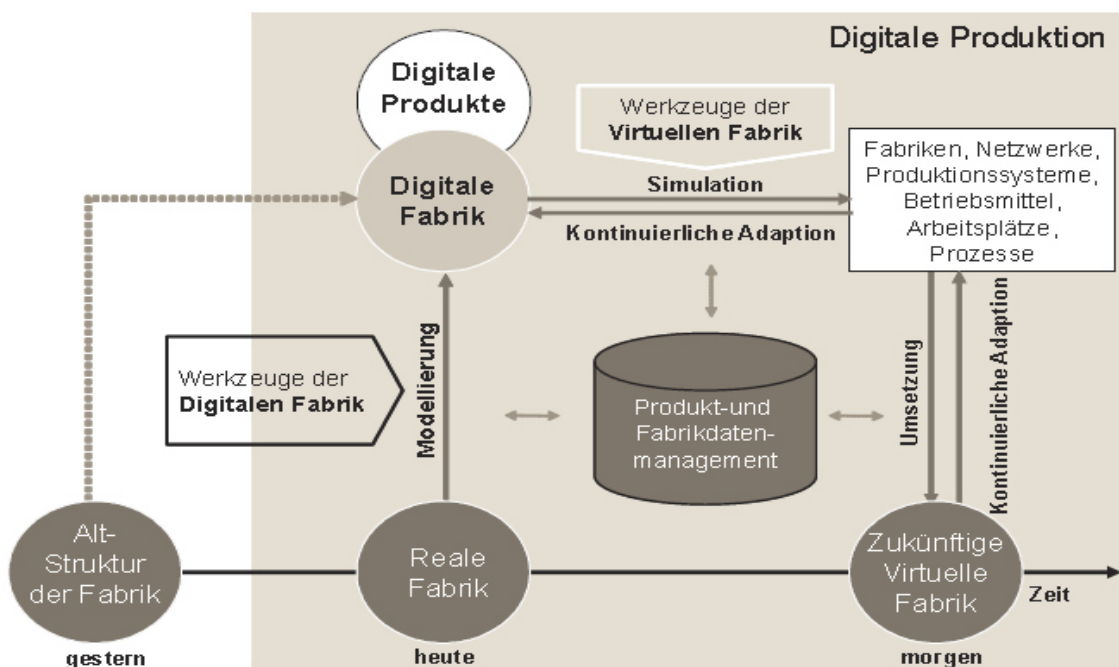 Digitale Produktion
Digitale
Produkte
Werkzeuge der
Virtuellen Fabrik
Digitale
Fabrik
Simulation
Kontinuierliche Adaption
Fabriken, Netzwerke,
Produktionssysteme,
Betriebsmittel,
Arbeitsplätze,
Prozesse
Werkzeuge der
Digitalen Fabrik
Modellierung
Produkt-und
Fabrikdaten-
management
Umsetzung
Kontinuierliche Adaption
Alt-
Struktur
der Fabrik
Reale
Fabrik
Zukünftige
Virtuelle
Fabrik
Zeit
gestern
heute
morgen